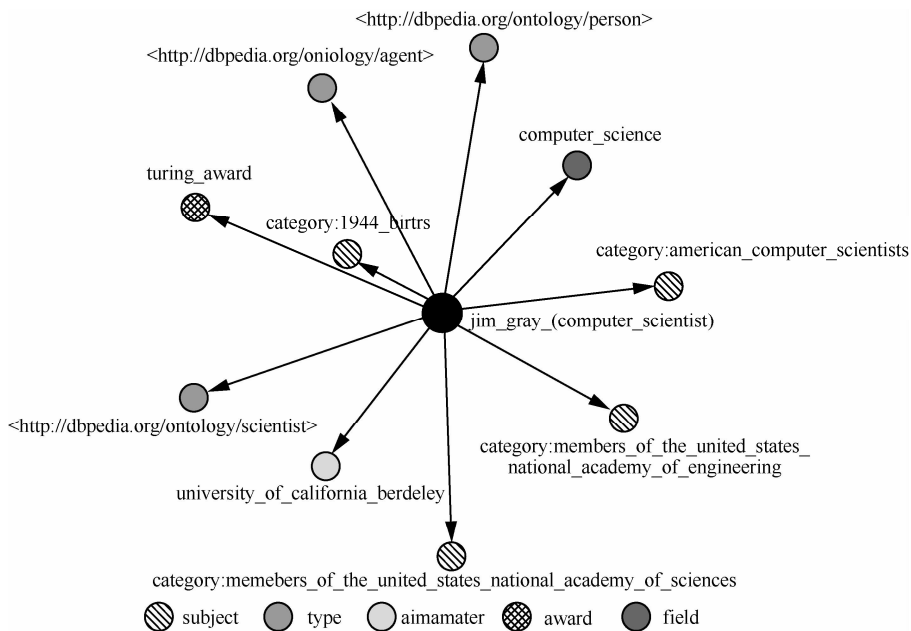 <http://dbpedia.org/ontology/person>
<http://dbpedia.org/oniology/agent>
computer_science
turing_award
category:1944_birtrs
category:american_computer_scientists
jim_gray_(computer_scientist)
<http://dbpedia.org/ontology/scientist>
category:members_of_the_united_states_
national_academy_of_engineering
university_of_california_berdeley
category:memebers_of_the_united_states_national_academy_of_sciences
subject type aimamater award field